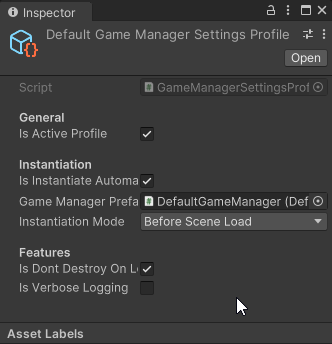 Inspector
Default Game Manager Settings Profile
Open
Script GameManagerSettingsProf
General
Is Active Profile
Instantiation
Is Instantiate Automa
Game Manager Prefa DefaultGameManager (Def
Instantiation Mode Before Scene Load
Features
Is Dont Destroy On L
Is Verbose Logging
Asset Labels